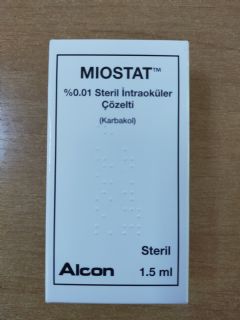 MIOSTAT™
%0.01 Steril İntraoküler
Çözelti
(Karbakol)
Steril
Alcon
1.5 ml